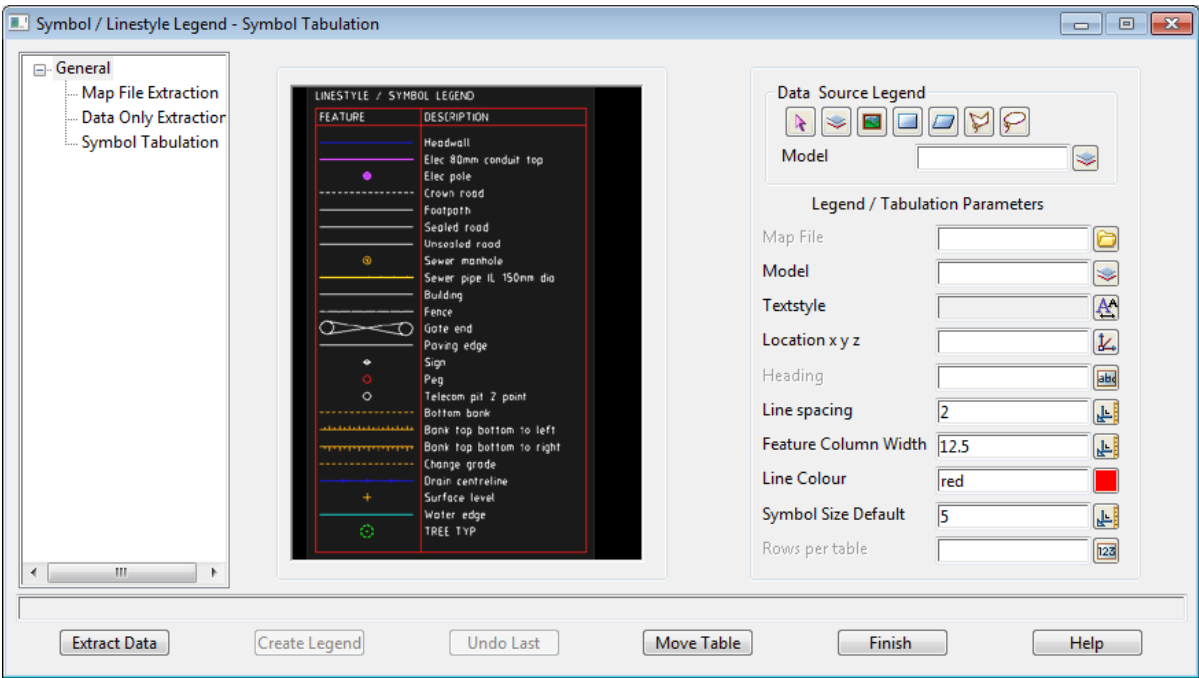 Symbol / Linestyle Legend - Symbol Tabulation
General
Map File Extraction
Data Only Extraction
Symbol Tabulation
LINESTYLE / SYMBOL LEGEND
FEATURE DESCRIPTION
Headwall
Elec 80mm conduit top
Elec pole
Crown road
Footpath
Sealed road
Unsealed road
Sewer manhole
Sewer pipe IL 150mm dia
Building
Fence
Gate end
Paving edge
Sign
Peg
Telecom pit 2 point
Bottom bank
Bank top bottom to left
Bank top bottom to right
Change grade
Drain centreline
Surface level
Water edge
TREE TYP
Data Source Legend
Model
Legend / Tabulation Parameters
Map File
Model
Textstyle
Location x y z
Heading
abc
Line spacing 2
Feature Column Width 12.5
Line Colour red
Symbol Size Default 5
Rows per table
123
Extract Data Create Legend Undo Last Move Table Finish Help